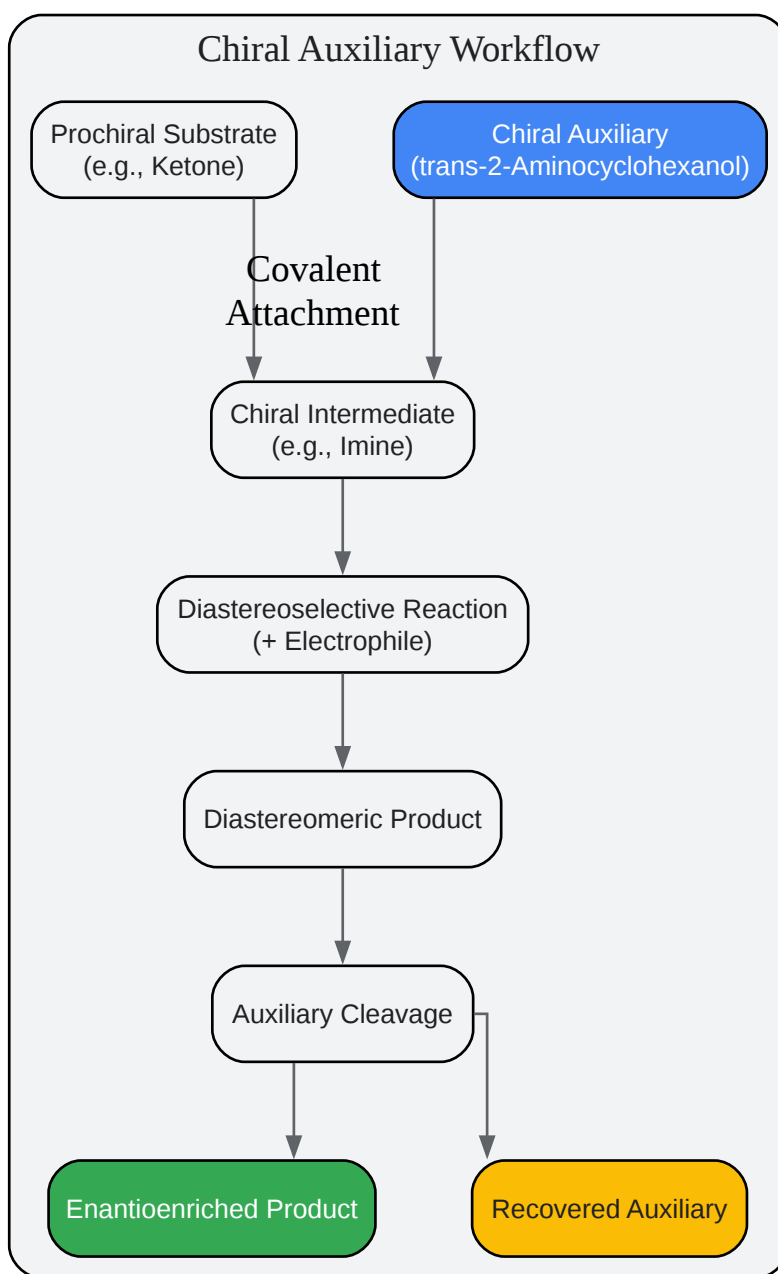 Chiral Auxiliary Workflow
Prochiral Substrate
(e.g., Ketone)
Chiral Auxiliary
(trans-2-Aminocyclohexanol)
Covalent
Attachment
Chiral Intermediate
(e.g., Imine)
Diastereoselective Reaction
(+ Electrophile)
Diastereomeric Product
Auxiliary Cleavage
Enantioenriched Product
Recovered Auxiliary